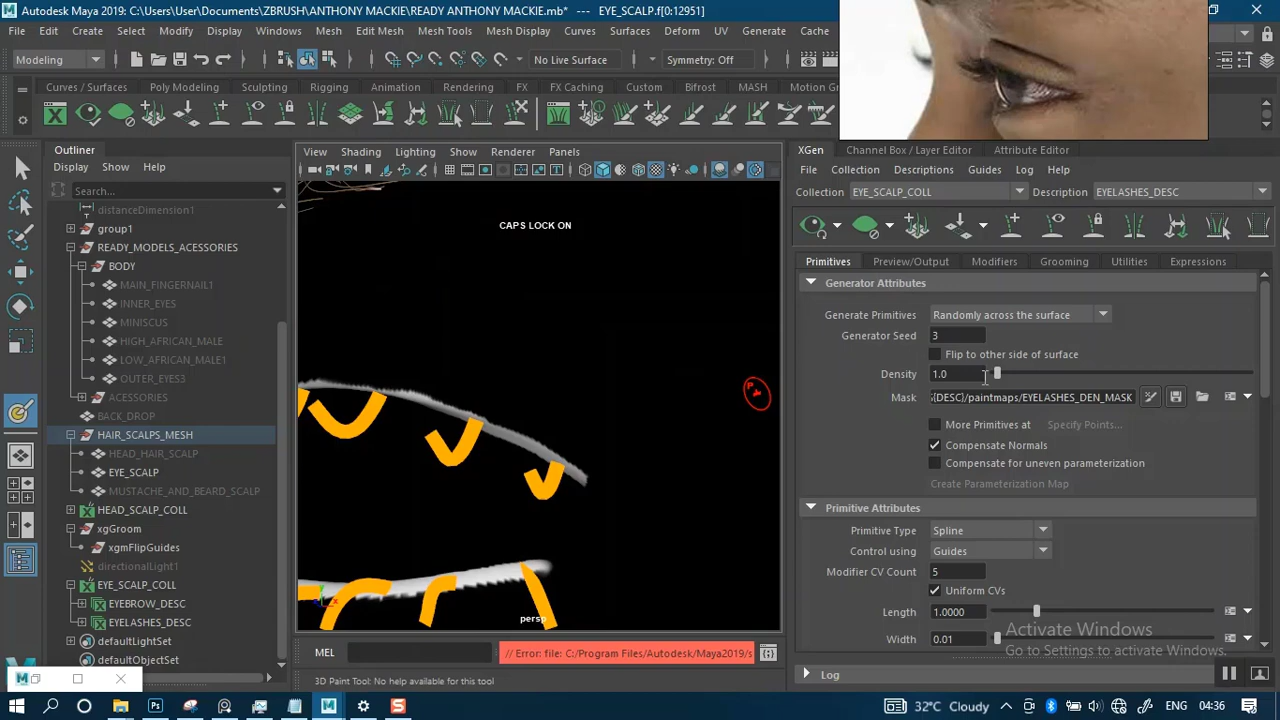 Autodesk Maya 2019: C:\Users\User\Documents\ZBRUSH\ANTHONY MACKIE\READY ANTHONY MACKIE.mb* --- EYE_SCALP.f[0:12951]
File Edit Create Select Modify Display Windows Mesh Edit Mesh Mesh Tools Mesh Display Curves Surfaces Deform UV Generate Cache
Modeling No Live Surface Symmetry: Off
Curves / Surfaces Poly Modeling Sculpting Rigging Animation Rendering FX FX Caching Custom Bifrost MASH Motion Gr
Outliner
Display Show Help
Search...
distanceDimension1
group1
READY_MODELS_ACESSORIES
BODY
MAIN_FINGERNAIL1
INNER_EYES
MINISCUS
HIGH_AFRICAN_MALE
LOW_AFRICAN_MALE1
OUTER_EYES3
ACESSORIES
BACK_DROP
HAIR_SCALPS_MESH
HEAD_HAIR_SCALP
EYE_SCALP
MUSTACHE_AND_BEARD_SCALP
HEAD_SCALP_COLL
xgGroom
xgmFlipGuides
directionalLight1
EYE_SCALP_COLL
EYEBROW_DESC
EYELASHES_DESC
defaultLightSet
defaultObjectSet
View Shading Lighting Show Renderer Panels
CAPS LOCK ON
persp
XGen Channel Box / Layer Editor Attribute Editor
File Collection Descriptions Guides Log Help
Collection EYE_SCALP_COLL Description EYELASHES_DESC
Primitives Preview/Output Modifiers Grooming Utilities Expressions
Generator Attributes
Generate Primitives Randomly across the surface
Generator Seed 3
Flip to other side of surface
Density 1.0
Mask ${DESC}/paintmaps/EYELASHES_DEN_MASK
More Primitives at Specify Points...
Compensate Normals
Compensate for uneven parameterization
Create Parameterization Map
Primitive Attributes
Primitive Type Spline
Control using Guides
Modifier CV Count 5
Uniform CVs
Length 1.0000
Width 0.01
Activate Windows
Go to Settings to activate Windows.
Log
MEL // Error: file: C:/Program Files/Autodesk/Maya2019/s
3D Paint Tool: No help available for this tool
32°C Cloudy ENG 04:36